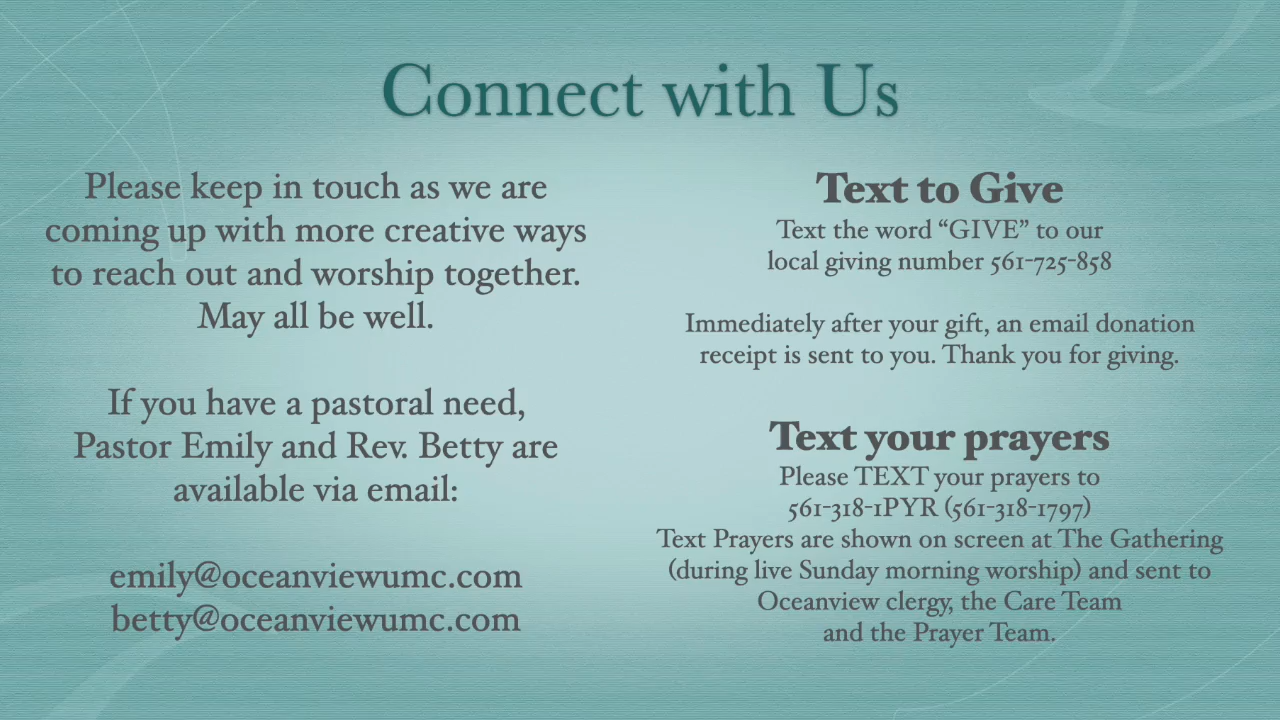 Connect with Us
Please keep in touch as we are
coming up with more creative ways
to reach out and worship together.
May all be well.
If you have a pastoral need,
Pastor Emily and Rev. Betty are
available via email:
emily@oceanviewumc.com
betty@oceanviewumc.com
Text to Give
Text the word “GIVE” to our
local giving number 561-725-858
Immediately after your gift, an email donation
receipt is sent to you. Thank you for giving.
Text your prayers
Please TEXT your prayers to
561-318-1PYR (561-318-1797)
Text Prayers are shown on screen at The Gathering
(during live Sunday morning worship) and sent to
Oceanview clergy, the Care Team
and the Prayer Team.